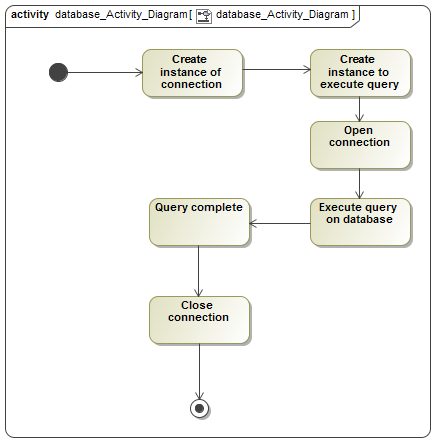 activity database_Activity_Diagram [ database_Activity_Diagram ]
Create
instance of
connection
Create
instance to
execute query
Open
connection
Query complete
Execute query
on database
Close
connection